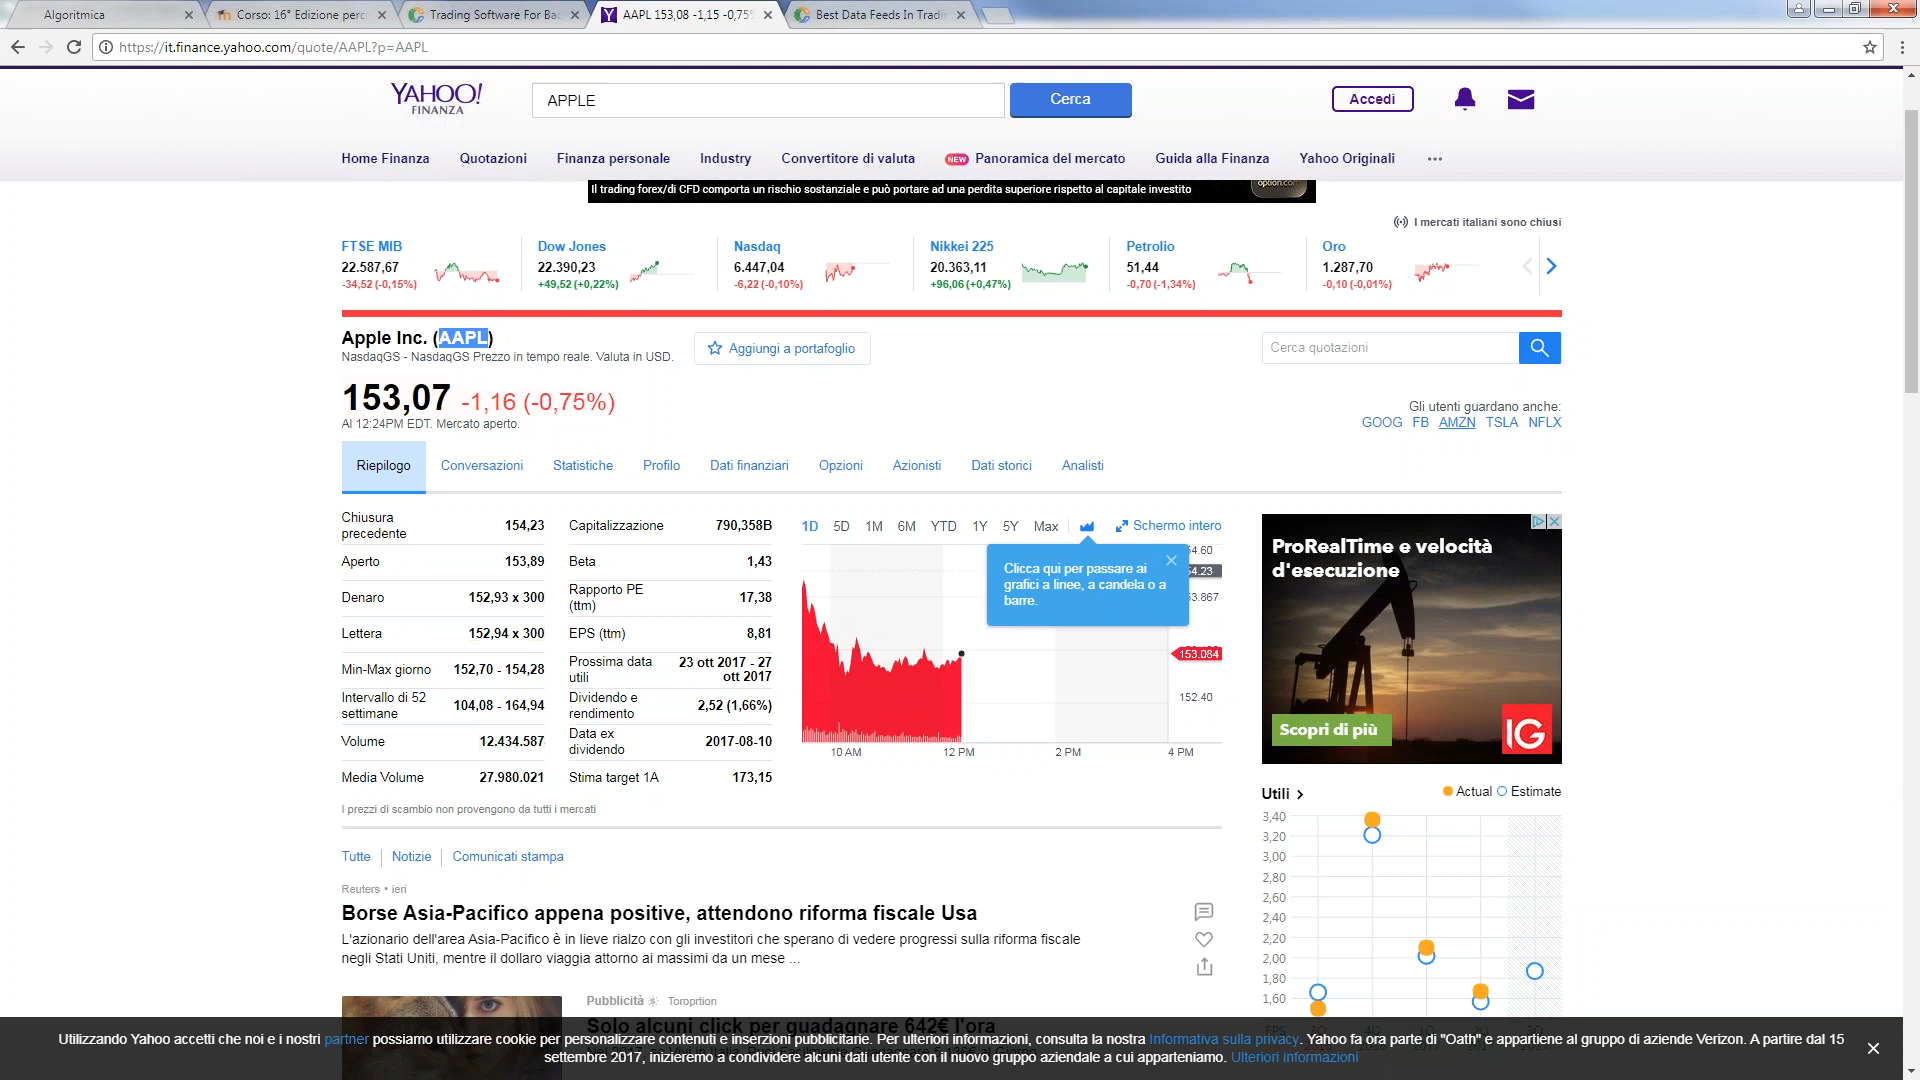 Algoritmica
Corso: 16° Edizione perc
Trading Software For Bac
AAPL 153,08 -1,15 -0,75%
Best Data Feeds In Tradin
https://it.finance.yahoo.com/quote/AAPL?p=AAPL
YAHOO!
FINANZA
APPLE
Cerca
Accedi
Home Finanza
Quotazioni
Finanza personale
Industry
Convertitore di valuta
NEW Panoramica del mercato
Guida alla Finanza
Yahoo Originali
Il trading forex/di CFD comporta un rischio sostanziale e può portare ad una perdita superiore rispetto al capitale investito
option.com
I mercati italiani sono chiusi
FTSE MIB
22.587,67
-34,52 (-0,15%)
Dow Jones
22.390,23
+49,52 (+0,22%)
Nasdaq
6.447,04
-6,22 (-0,10%)
Nikkei 225
20.363,11
+96,06 (+0,47%)
Petrolio
51,44
-0,70 (-1,34%)
Oro
1.287,70
-0,10 (-0,01%)
Apple Inc. (AAPL)
NasdaqGS - NasdaqGS Prezzo in tempo reale. Valuta in USD.
Aggiungi a portafoglio
Cerca quotazioni
153,07 -1,16 (-0,75%)
Al 12:24PM EDT. Mercato aperto.
Gli utenti guardano anche:
GOOG FB AMZN TSLA NFLX
Riepilogo
Conversazioni
Statistiche
Profilo
Dati finanziari
Opzioni
Azionisti
Dati storici
Analisti
Chiusura precedente 154,23
Aperto 153,89
Denaro 152,93 x 300
Lettera 152,94 x 300
Min-Max giorno 152,70 - 154,28
Intervallo di 52 settimane 104,08 - 164,94
Volume 12.434.587
Media Volume 27.980.021
Capitalizzazione 790,358B
Beta 1,43
Rapporto PE (ttm) 17,38
EPS (ttm) 8,81
Prossima data utili 23 ott 2017 - 27 ott 2017
Dividendo e rendimento 2,52 (1,66%)
Data ex dividendo 2017-08-10
Stima target 1A 173,15
I prezzi di scambio non provengono da tutti i mercati
1D 5D 1M 6M YTD 1Y 5Y Max
Schermo intero
Clicca qui per passare ai
grafici a linee, a candela o a
barre.
54.60
54.23
53.867
153.084
152.40
10 AM 12 PM 2 PM 4 PM
ProRealTime e velocità
d'esecuzione
Scopri di più
IG
Utili
Actual Estimate
3,40
3,20
3,00
2,80
2,60
2,40
2,20
2,00
1,80
1,60
Tutte
Notizie
Comunicati stampa
Reuters • ieri
Borse Asia-Pacifico appena positive, attendono riforma fiscale Usa
L'azionario dell'area Asia-Pacifico è in lieve rialzo con gli investitori che sperano di vedere progressi sulla riforma fiscale
negli Stati Uniti, mentre il dollaro viaggia attorno ai massimi da un mese ...
Pubblicità Toroprtion
Solo alcuni click per guadagnare 642€ l'ora
Utilizzando Yahoo accetti che noi e i nostri partner possiamo utilizzare cookie per personalizzare contenuti e inserzioni pubblicitarie. Per ulteriori informazioni, consulta la nostra Informativa sulla privacy. Yahoo fa ora parte di "Oath" e appartiene al gruppo di aziende Verizon. A partire dal 15
settembre 2017, inizieremo a condividere alcuni dati utente con il nuovo gruppo aziendale a cui apparteniamo. Ulteriori informazioni